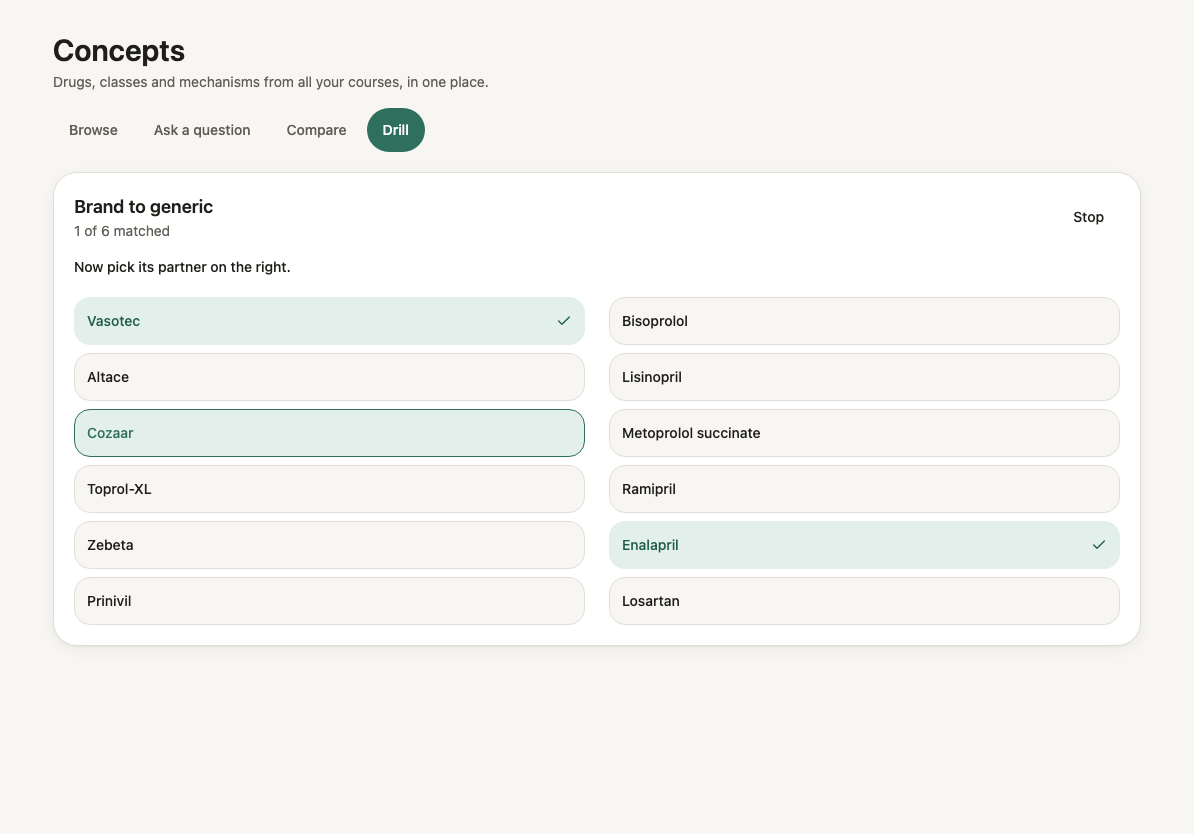 Concepts
Drugs, classes and mechanisms from all your courses, in one place.
Browse
Ask a question
Compare
Drill
Brand to generic
1 of 6 matched
Stop
Now pick its partner on the right.
Vasotec
Bisoprolol
Altace
Lisinopril
Cozaar
Metoprolol succinate
Toprol-XL
Ramipril
Zebeta
Enalapril
Prinivil
Losartan